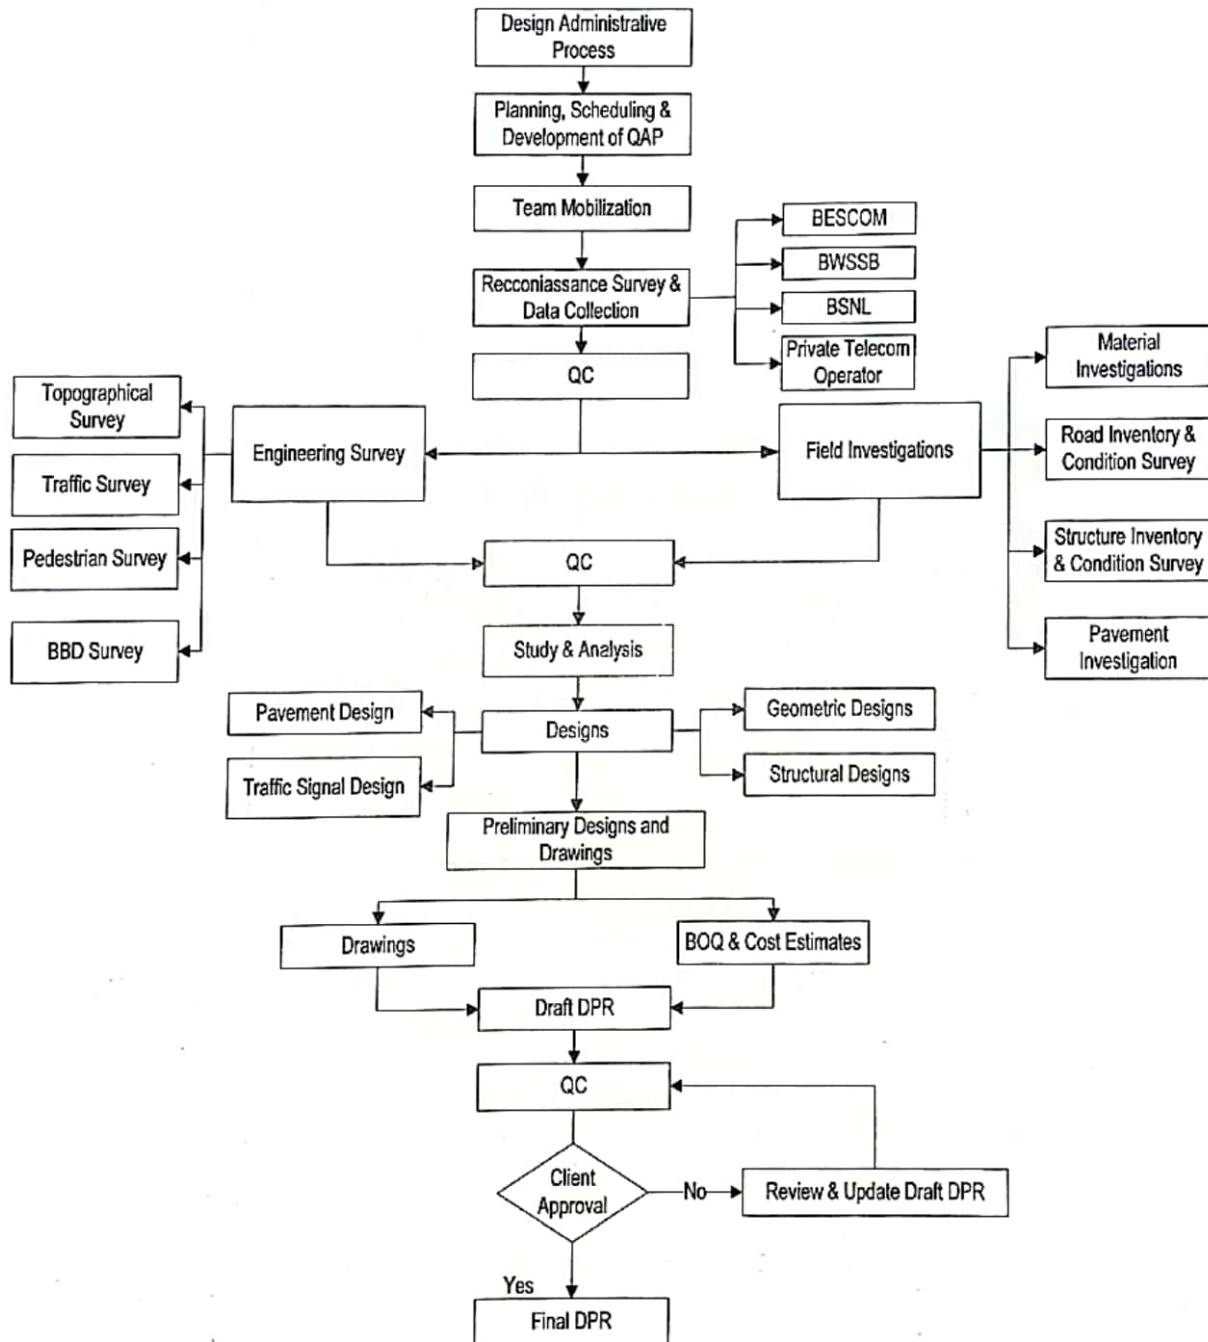 Design Administrative
Process
Planning, Scheduling &
Development of QAP
Team Mobilization
Recconiassance Survey &
Data Collection
BESCOM
BWSSB
BSNL
Private Telecom
Operator
QC
Engineering Survey
Topographical
Survey
Traffic Survey
Pedestrian Survey
BBD Survey
Field Investigations
Material
Investigations
Road Inventory &
Condition Survey
Structure Inventory
& Condition Survey
Pavement
Investigation
QC
Study & Analysis
Designs
Pavement Design
Traffic Signal Design
Geometric Designs
Structural Designs
Preliminary Designs and
Drawings
Drawings
BOQ & Cost Estimates
Draft DPR
QC
Client
Approval
No
Review & Update Draft DPR
Yes
Final DPR